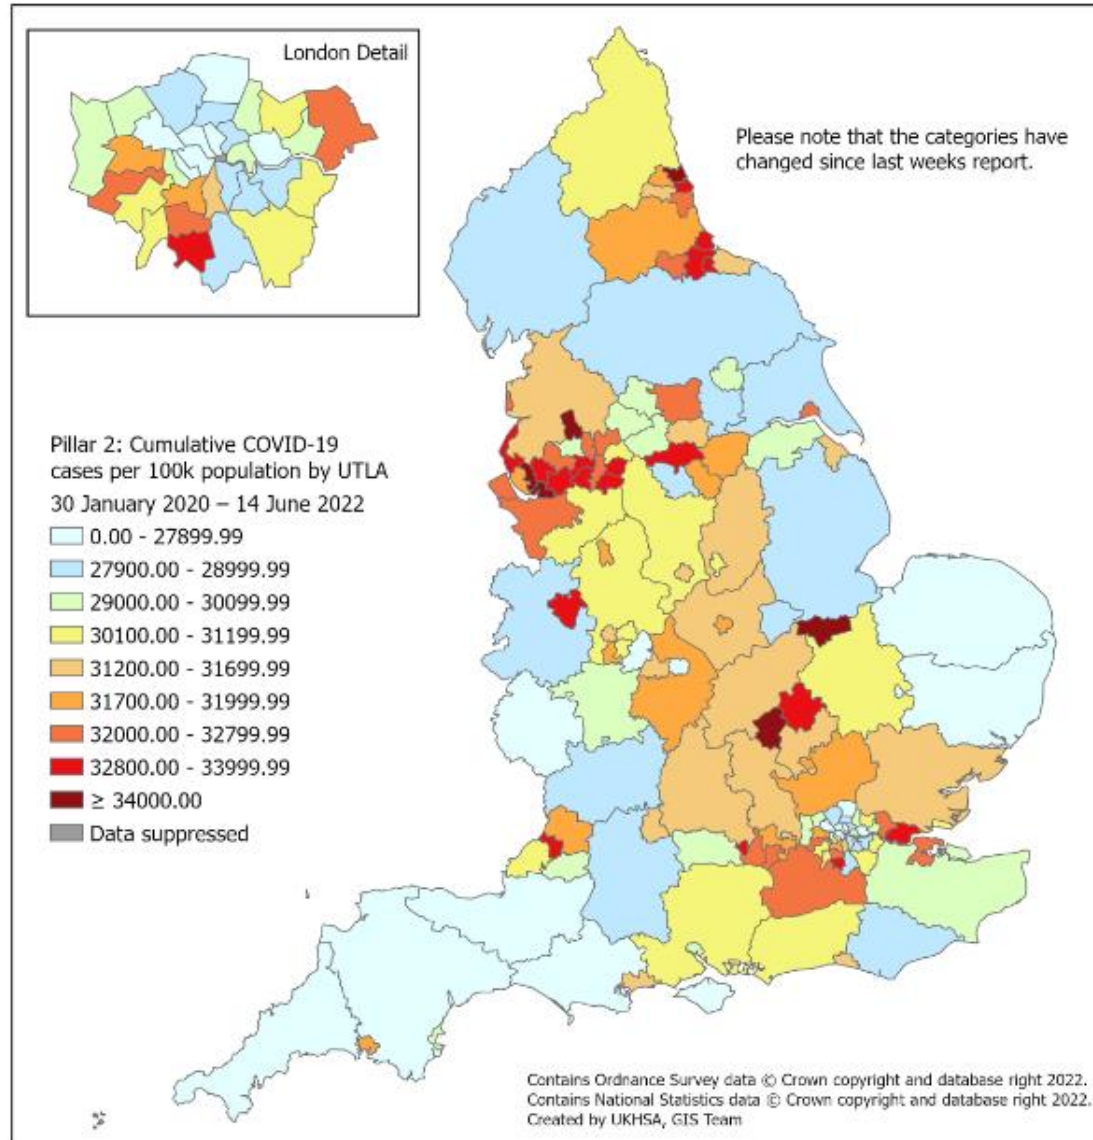 London Detail
Please note that the categories have
changed since last weeks report.
Pillar 2: Cumulative COVID-19
cases per 100k population by UTLA
30 January 2020 – 14 June 2022
0.00 - 27899.99
27900.00 - 28999.99
29000.00 - 30099.99
30100.00 - 31199.99
31200.00 - 31699.99
31700.00 - 31999.99
32000.00 - 32799.99
32800.00 - 33999.99
≥ 34000.00
Data suppressed
Contains Ordnance Survey data © Crown copyright and database right 2022.
Contains National Statistics data © Crown copyright and database right 2022.
Created by UKHSA, GIS Team